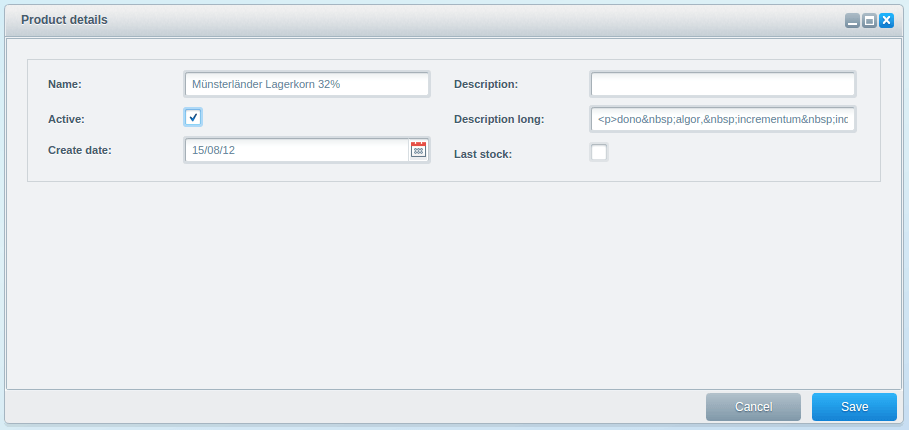 Product details
Name:
Münsterländer Lagerkorn 32%
Description:
Active:
Description long:
<p>dono&nbsp;algor,&nbsp;incrementum&nbsp;inc
Create date:
15/08/12
Last stock:
Cancel
Save